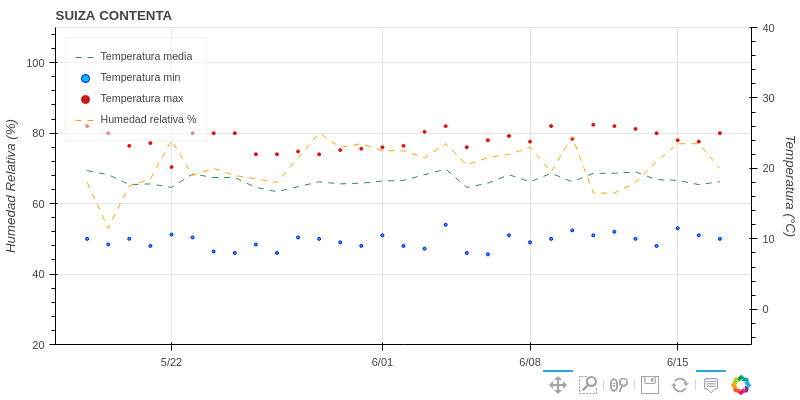 SUIZA CONTENTA
Temperatura media
Temperatura min
Temperatura max
Humedad relativa %
Humedad Relativa (%)
100
80
60
40
20
5/22
6/01
6/08
6/15
40
30
20
10
0
Temperatura (°C)